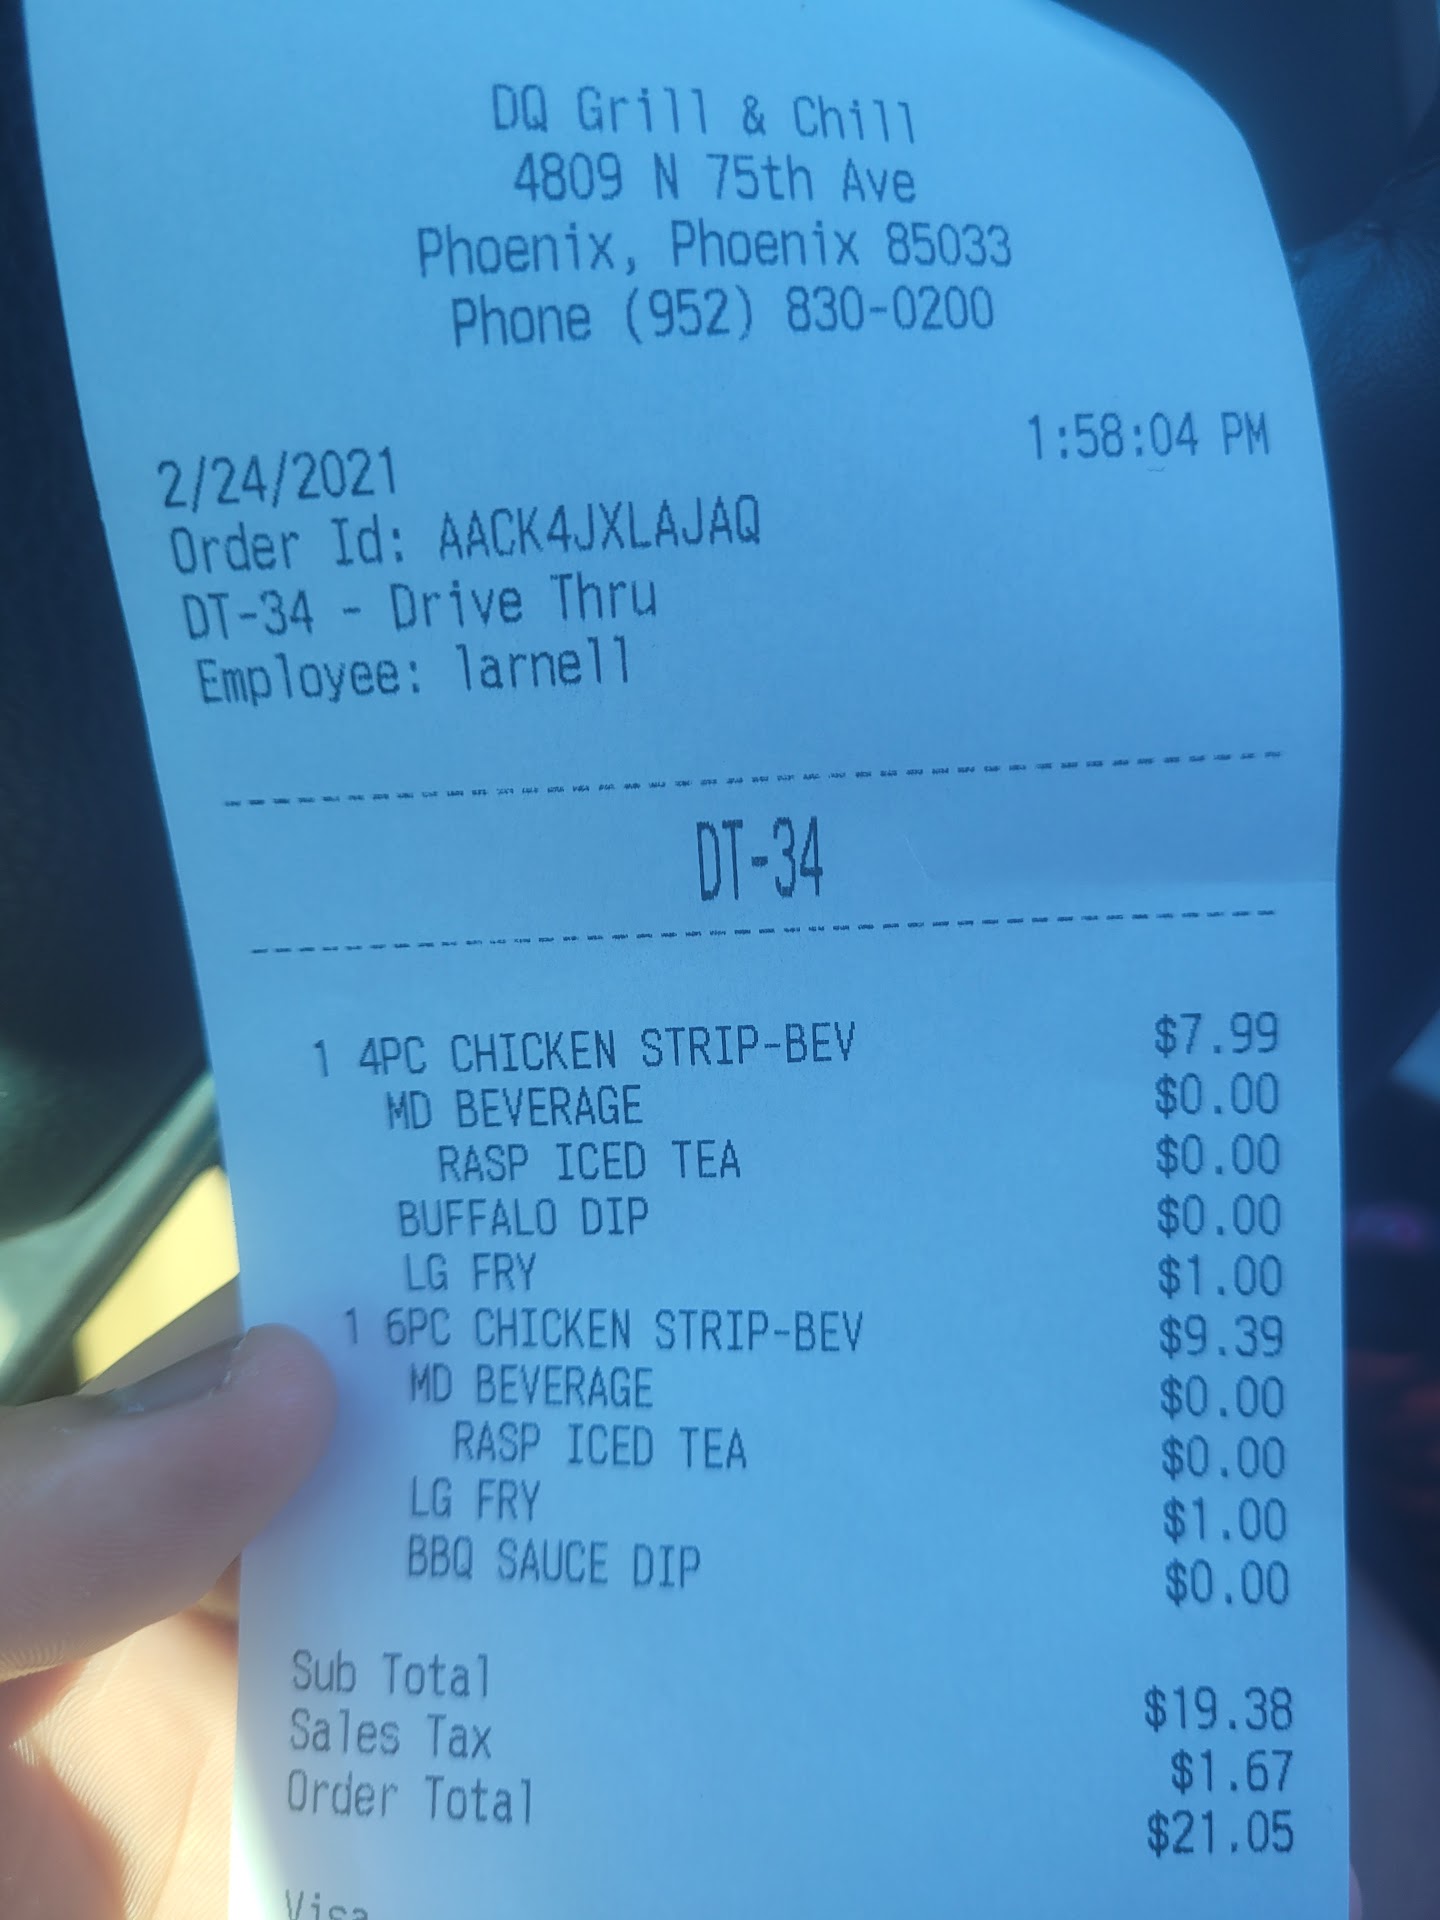 DQ Grill & Chill
4809 N 75th Ave
Phoenix, Phoenix 85033
Phone (952) 830-0200
2/24/2021 1:58:04 PM
Order Id: AACK4JXLAJAQ
DT-34 - Drive Thru
Employee: larnell
DT-34
1 4PC CHICKEN STRIP-BEV $7.99
MD BEVERAGE $0.00
RASP ICED TEA $0.00
BUFFALO DIP $0.00
LG FRY $1.00
1 6PC CHICKEN STRIP-BEV $9.39
MD BEVERAGE $0.00
RASP ICED TEA $0.00
LG FRY $1.00
BBQ SAUCE DIP $0.00
Sub Total $19.38
Sales Tax $1.67
Order Total $21.05
Visa